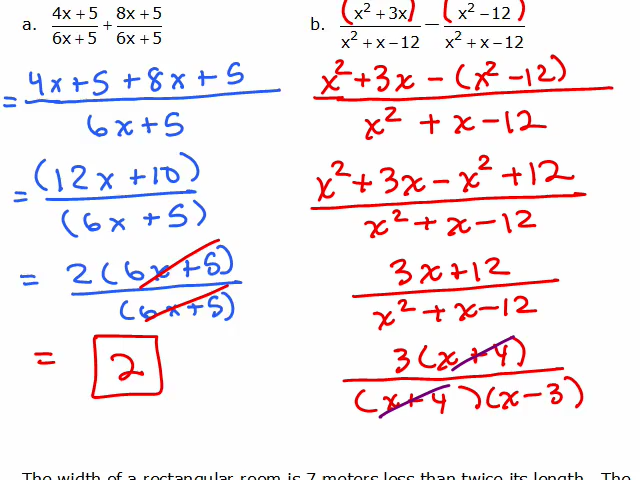 a. (4x + 5)/(6x + 5) + (8x + 5)/(6x + 5)
= (4x+5 + 8x+5)/(6x+5)
= (12x+10)/(6x+5)
= 2(6x+5)/(6x+5)
= 2
b. (x² + 3x)/(x² + x − 12) − (x² − 12)/(x² + x − 12)
(x²+3x − (x²−12))/(x² + x−12)
(x²+3x − x²+12)/(x² + x−12)
(3x+12)/(x² + x−12)
3(x+4)/((x+4)(x−3))
The width of a rectangular room is 7 meters less than twice its length. The